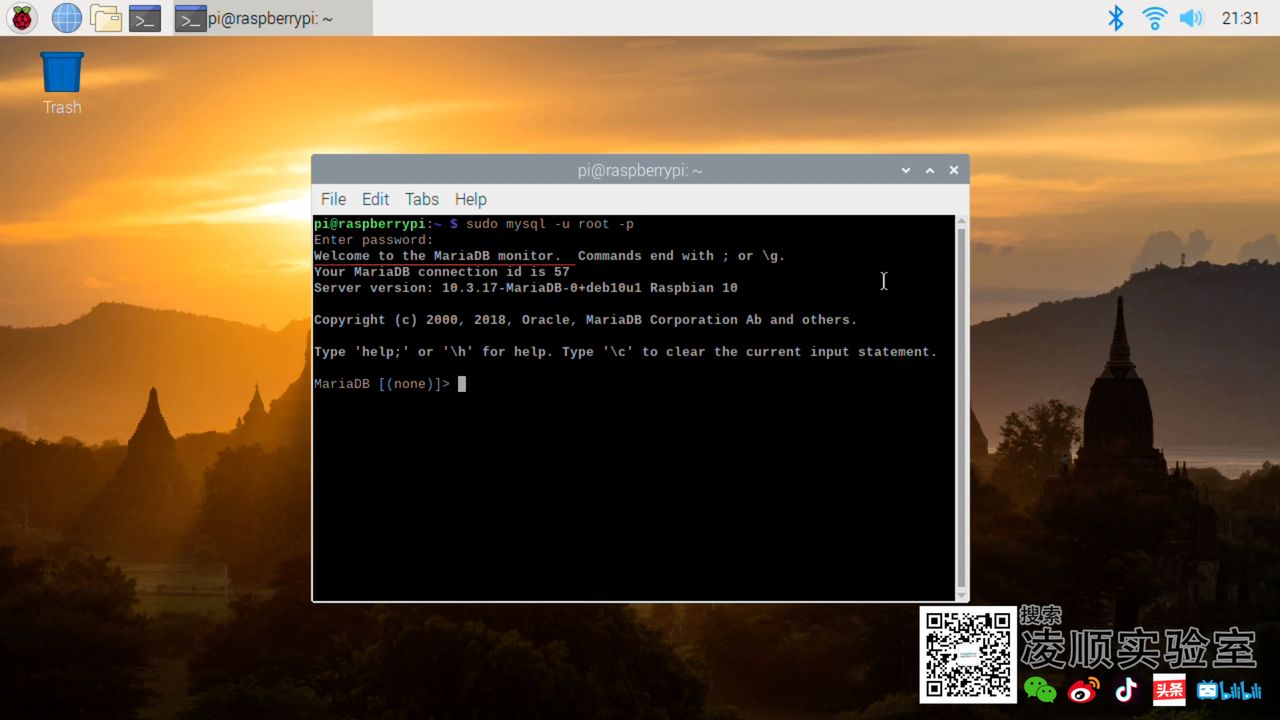 pi@raspberrypi: ~
21:31
Trash
pi@raspberrypi: ~
File Edit Tabs Help
pi@raspberrypi:~ $ sudo mysql -u root -p
Enter password:
Welcome to the MariaDB monitor.  Commands end with ; or \g.
Your MariaDB connection id is 57
Server version: 10.3.17-MariaDB-0+deb10u1 Raspbian 10
Copyright (c) 2000, 2018, Oracle, MariaDB Corporation Ab and others.
Type 'help;' or '\h' for help. Type '\c' to clear the current input statement.
MariaDB [(none)]>
搜索
凌顺实验室
头条
bilibili